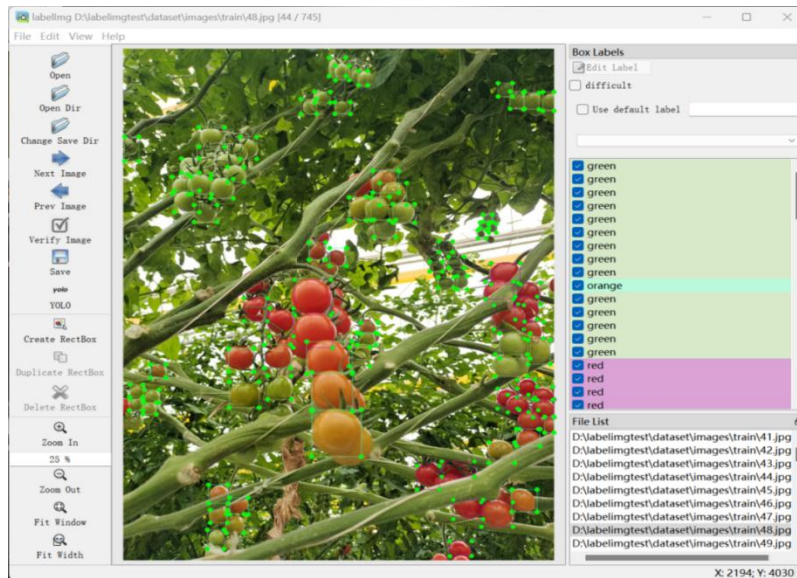 labelImg D:\labelimgtest\dataset\images\train\48.jpg [44 / 745]
File Edit View Help
Open
Open Dir
Change Save Dir
Next Image
Prev Image
Verify Image
Save
yolo
YOLO
Create RectBox
Duplicate RectBox
Delete RectBox
Zoom In
25 %
Zoom Out
Fit Window
Fit Width
Box Labels
Edit Label
difficult
Use default label
green
green
green
green
green
green
green
green
green
orange
green
green
green
green
green
red
red
red
red
File List
D:\labelimgtest\dataset\images\train\41.jpg
D:\labelimgtest\dataset\images\train\42.jpg
D:\labelimgtest\dataset\images\train\43.jpg
D:\labelimgtest\dataset\images\train\44.jpg
D:\labelimgtest\dataset\images\train\45.jpg
D:\labelimgtest\dataset\images\train\46.jpg
D:\labelimgtest\dataset\images\train\47.jpg
D:\labelimgtest\dataset\images\train\48.jpg
D:\labelimgtest\dataset\images\train\49.jpg
X: 2194; Y: 4030